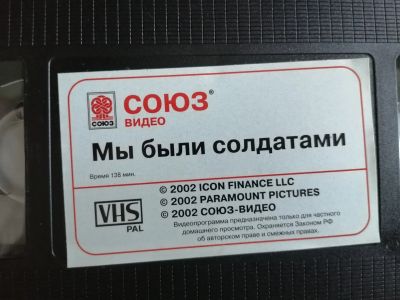 СОЮЗ®
СОЮЗ
ВИДЕО
Мы были солдатами
Время 138 мин.
© 2002 ICON FINANCE LLC
© 2002 PARAMOUNT PICTURES
© 2002 СОЮЗ-ВИДЕО
VHS
PAL
Видеопрограмма предназначена только для частного
домашнего просмотра. Охраняется Законом РФ
об авторском праве и смежных правах.